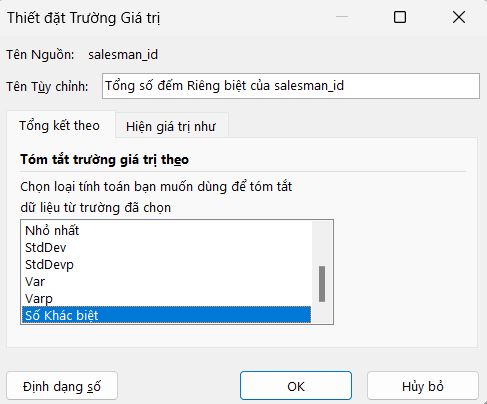 Thiết đặt Trường Giá trị
Tên Nguồn: salesman_id
Tên Tùy chỉnh: Tổng số đếm Riêng biệt của salesman_id
Tổng kết theo Hiện giá trị như
Tóm tắt trường giá trị theo
Chọn loại tính toán bạn muốn dùng để tóm tắt
dữ liệu từ trường đã chọn
Nhỏ nhất
StdDev
StdDevp
Var
Varp
Số Khác biệt
Định dạng số OK Hủy bỏ